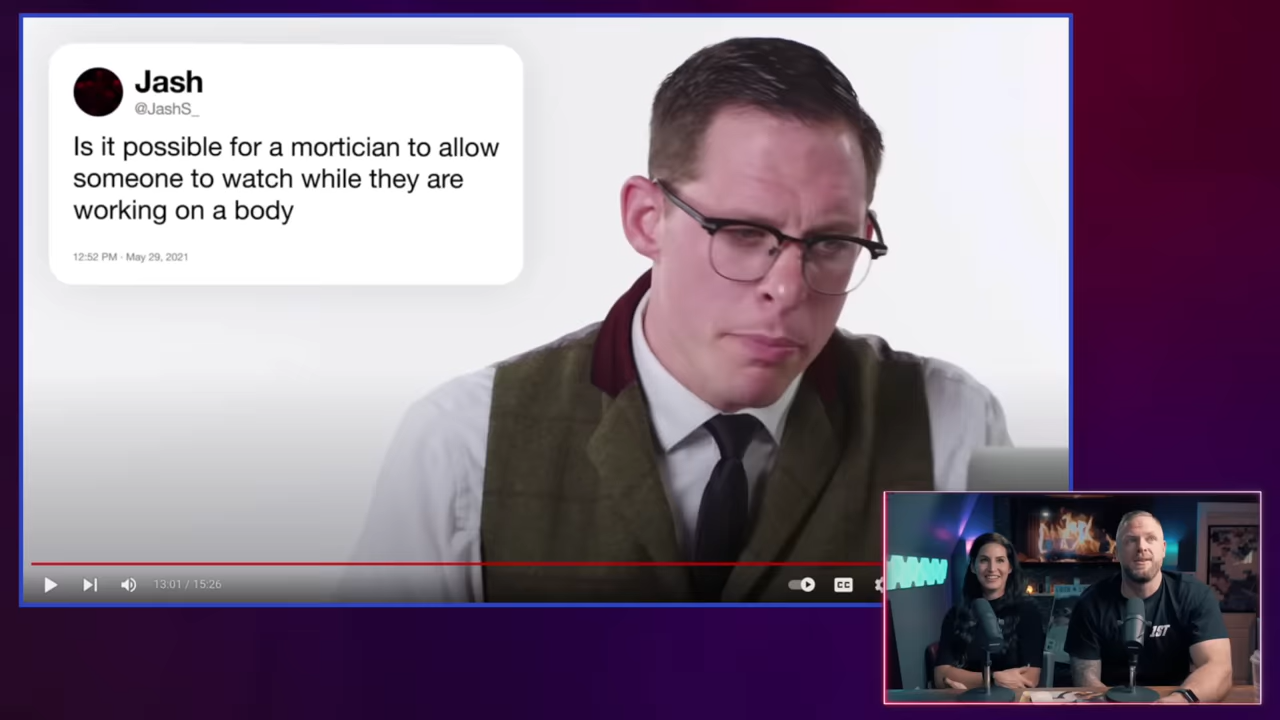 Jash
@JashS_
Is it possible for a mortician to allow
someone to watch while they are
working on a body
12:52 PM · May 29, 2021
13:01 / 15:26
CC
1ST